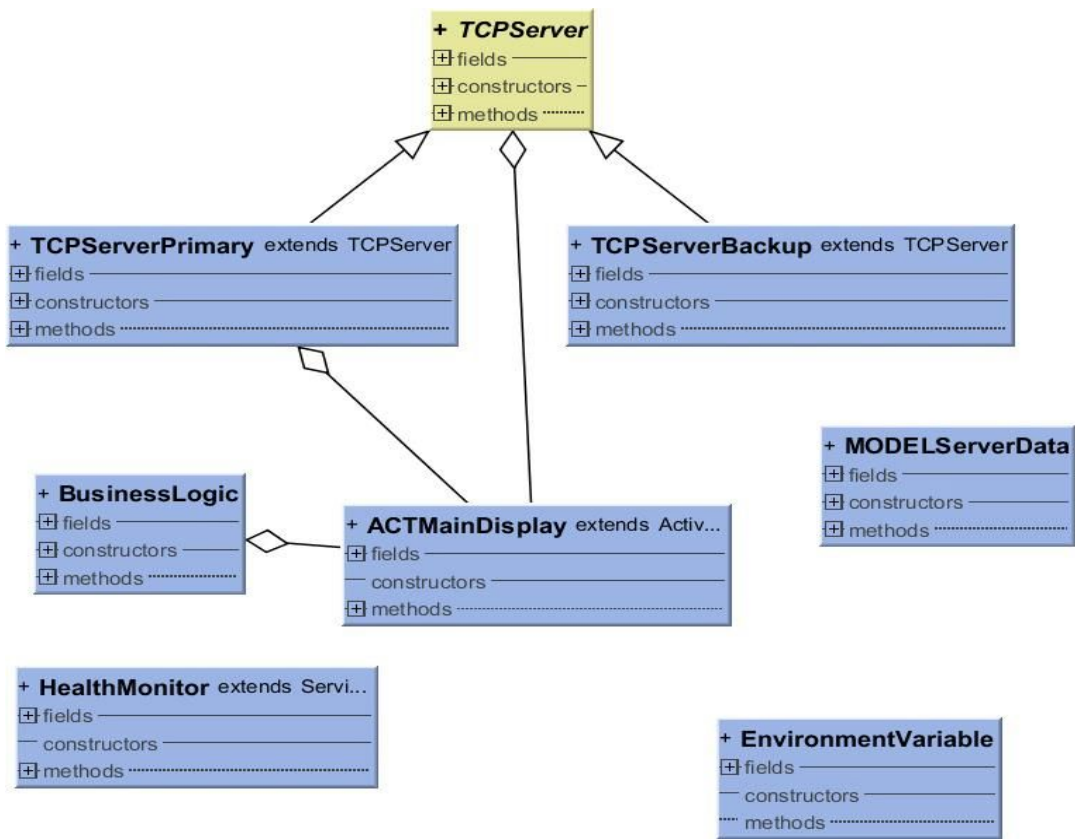 + TCPServer
+ fields
+ constructors
+ methods
+ TCPServerPrimary extends TCPServer
+ fields
+ constructors
+ methods
+ TCPServerBackup extends TCPServer
+ fields
+ constructors
+ methods
+ MODELServerData
+ fields
+ constructors
+ methods
+ BusinessLogic
+ fields
+ constructors
+ methods
+ ACTMainDisplay extends Activ...
+ fields
constructors
+ methods
+ HealthMonitor extends Servi...
+ fields
constructors
+ methods
+ EnvironmentVariable
+ fields
constructors
methods